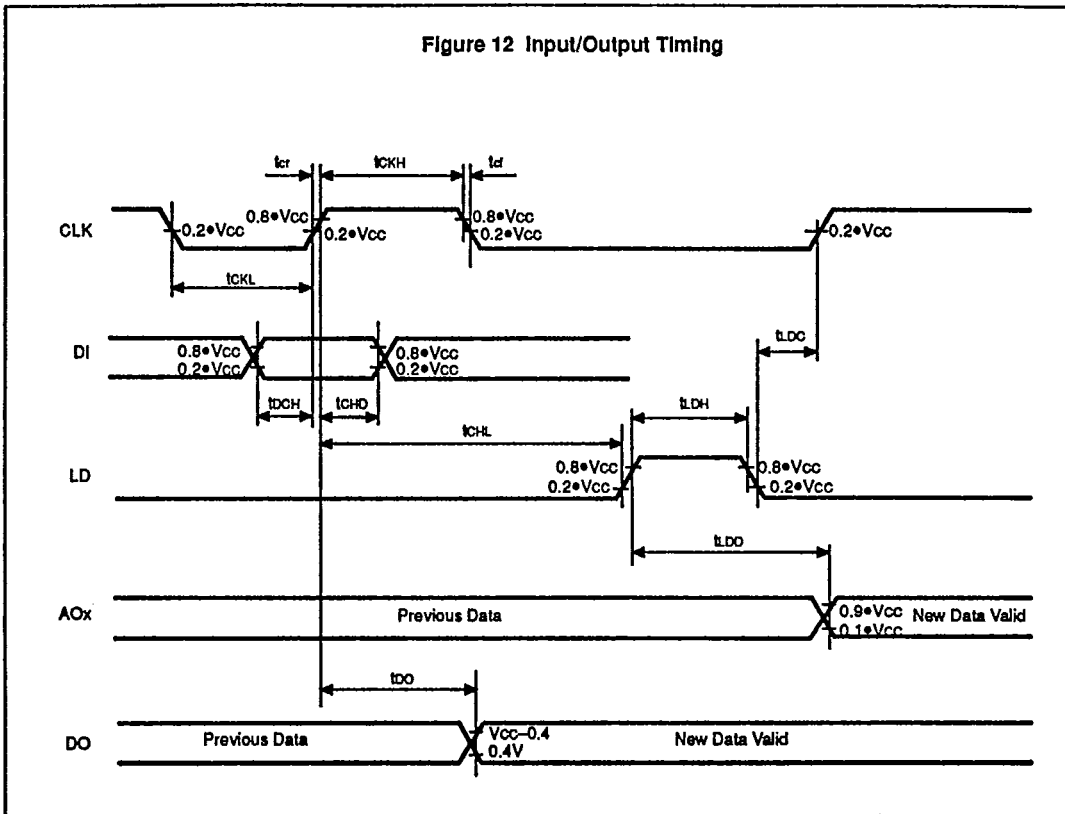 Figure 12 Input/Output Timing
tcr
tCKH
tcf
CLK
0.2•Vcc
0.8•Vcc
0.2•Vcc
0.8•Vcc
0.2•Vcc
0.2•Vcc
tCKL
DI
0.8•Vcc
0.2•Vcc
0.8•Vcc
0.2•Vcc
tLDC
tDCH
tCHD
tLDH
tCHL
LD
0.8•Vcc
0.2•Vcc
0.8•Vcc
0.2•Vcc
tLDD
AOx
Previous Data
0.9•Vcc
0.1•Vcc
New Data Valid
tDO
DO
Previous Data
Vcc–0.4
0.4V
New Data Valid